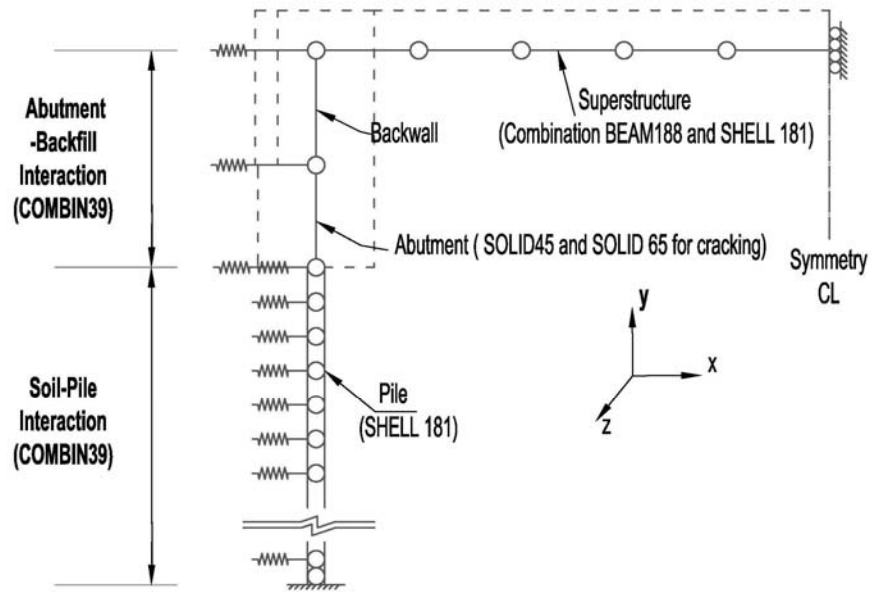 Abutment
-Backfill
Interaction
(COMBIN39)
Backwall
Superstructure
(Combination BEAM188 and SHELL 181)
Abutment ( SOLID45 and SOLID 65 for cracking)
Symmetry
CL
Soil-Pile
Interaction
(COMBIN39)
Pile
(SHELL 181)
y
x
z